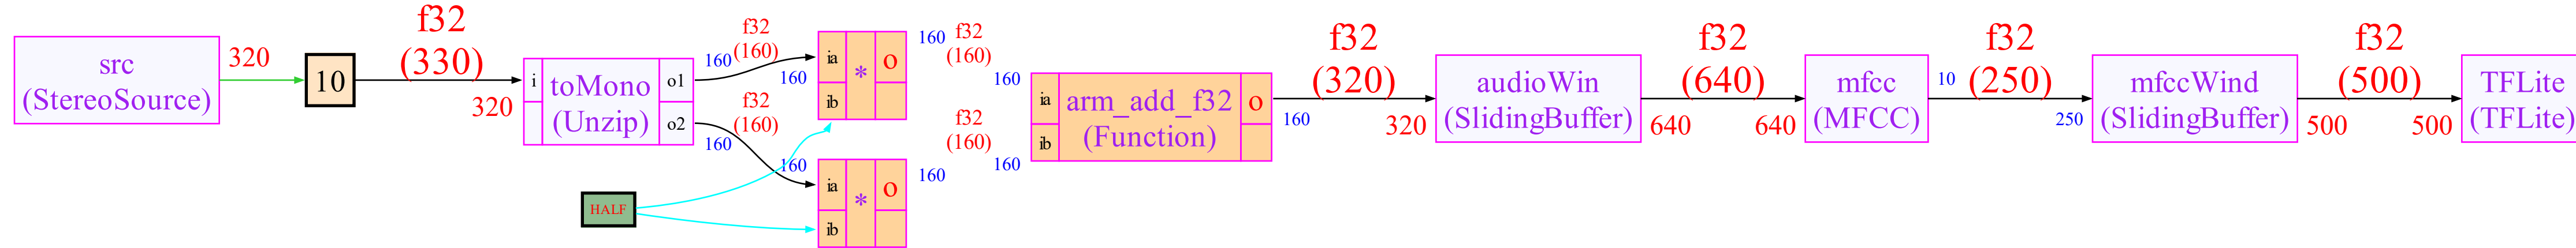 src
(StereoSource)
320
10
f32
(330)
320
i
toMono
(Unzip)
o1
o2
160
f32
(160)
160
f32
(160)
160
160
HALF
ia
ib
*
o
160
ia
ib
*
o
160
f32
(160)
160
f32
(160)
160
ia
ib
arm_add_f32
(Function)
o
160
f32
(320)
320
audioWin
(SlidingBuffer)
640
f32
(640)
640
mfcc
(MFCC)
10
f32
(250)
250
mfccWind
(SlidingBuffer)
500
f32
(500)
500
TFLite
(TFLite)